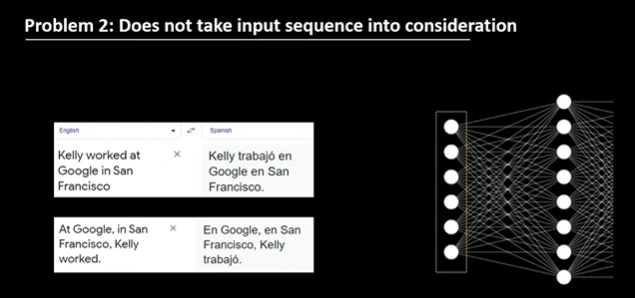 Problem 2: Does not take input sequence into consideration
English
Spanish
Kelly worked at
Google in San
Francisco
Kelly trabajó en
Google en San
Francisco.
At Google, in San
Francisco, Kelly
worked.
En Google, en San
Francisco, Kelly
trabajó.